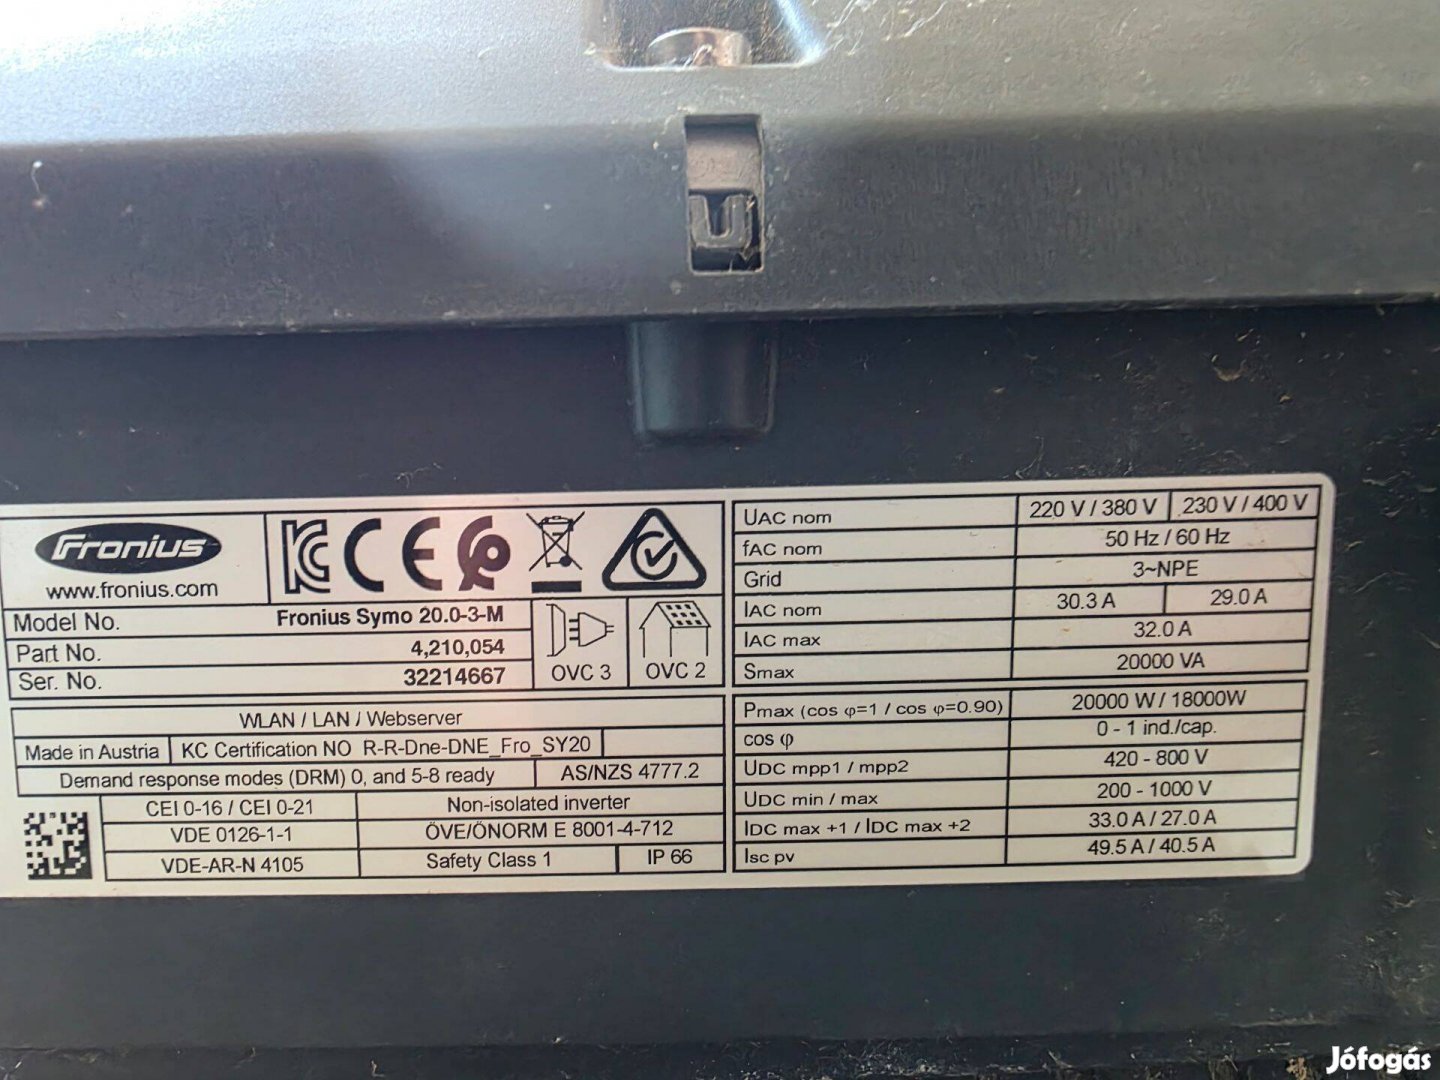 Fronius
www.fronius.com
KC CE
Model No. Fronius Symo 20.0-3-M
Part No. 4,210,054
Ser. No. 32214667
OVC 3 OVC 2
WLAN / LAN / Webserver
Made in Austria KC Certification NO R-R-Dne-DNE_Fro_SY20
Demand response modes (DRM) 0, and 5-8 ready AS/NZS 4777.2
CEI 0-16 / CEI 0-21 Non-isolated inverter
VDE 0126-1-1 ÖVE/ÖNORM E 8001-4-712
VDE-AR-N 4105 Safety Class 1 IP 66
UAC nom 220 V / 380 V 230 V / 400 V
fAC nom 50 Hz / 60 Hz
Grid 3~NPE
IAC nom 30.3 A 29.0 A
IAC max 32.0 A
Smax 20000 VA
Pmax (cos φ=1 / cos φ=0.90) 20000 W / 18000W
cos φ 0 - 1 ind./cap.
UDC mpp1 / mpp2 420 - 800 V
UDC min / max 200 - 1000 V
IDC max +1 / IDC max +2 33.0 A / 27.0 A
Isc pv 49.5 A / 40.5 A
Jófogás